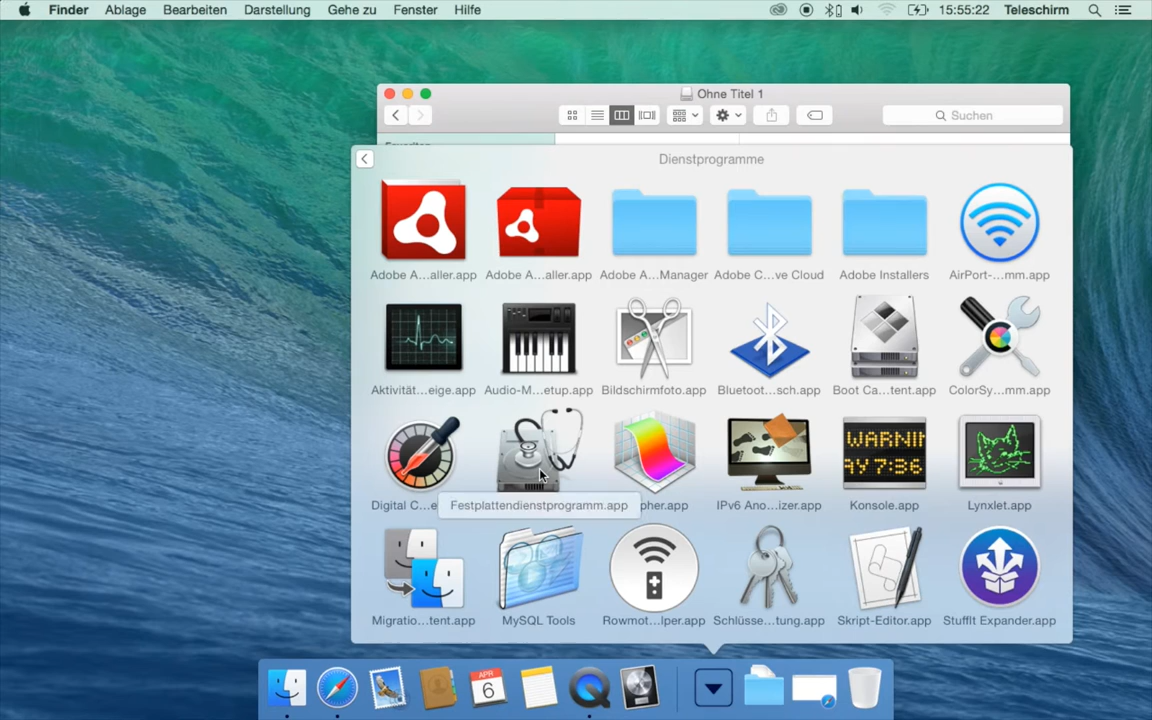 Finder Ablage Bearbeiten Darstellung Gehe zu Fenster Hilfe 15:55:22 Teleschirm
Ohne Titel 1
Suchen
Favoriten
Dienstprogramme
Adobe A...aller.app Adobe A...aller.app Adobe A...Manager Adobe C...ve Cloud Adobe Installers AirPort-...mm.app
Aktivität...eige.app Audio-M...etup.app Bildschirmfoto.app Bluetoot...sch.app Boot Ca...tent.app ColorSy...mm.app
WARNIN
AY 7:36
Digital C...e Festplattendienstprogramm.app pher.app IPv6 Ano...izer.app Konsole.app Lynxlet.app
Migratio...tent.app MySQL Tools Rowmot...lper.app Schlüsse...tung.app Skript-Editor.app StuffIt Expander.app
APR
6